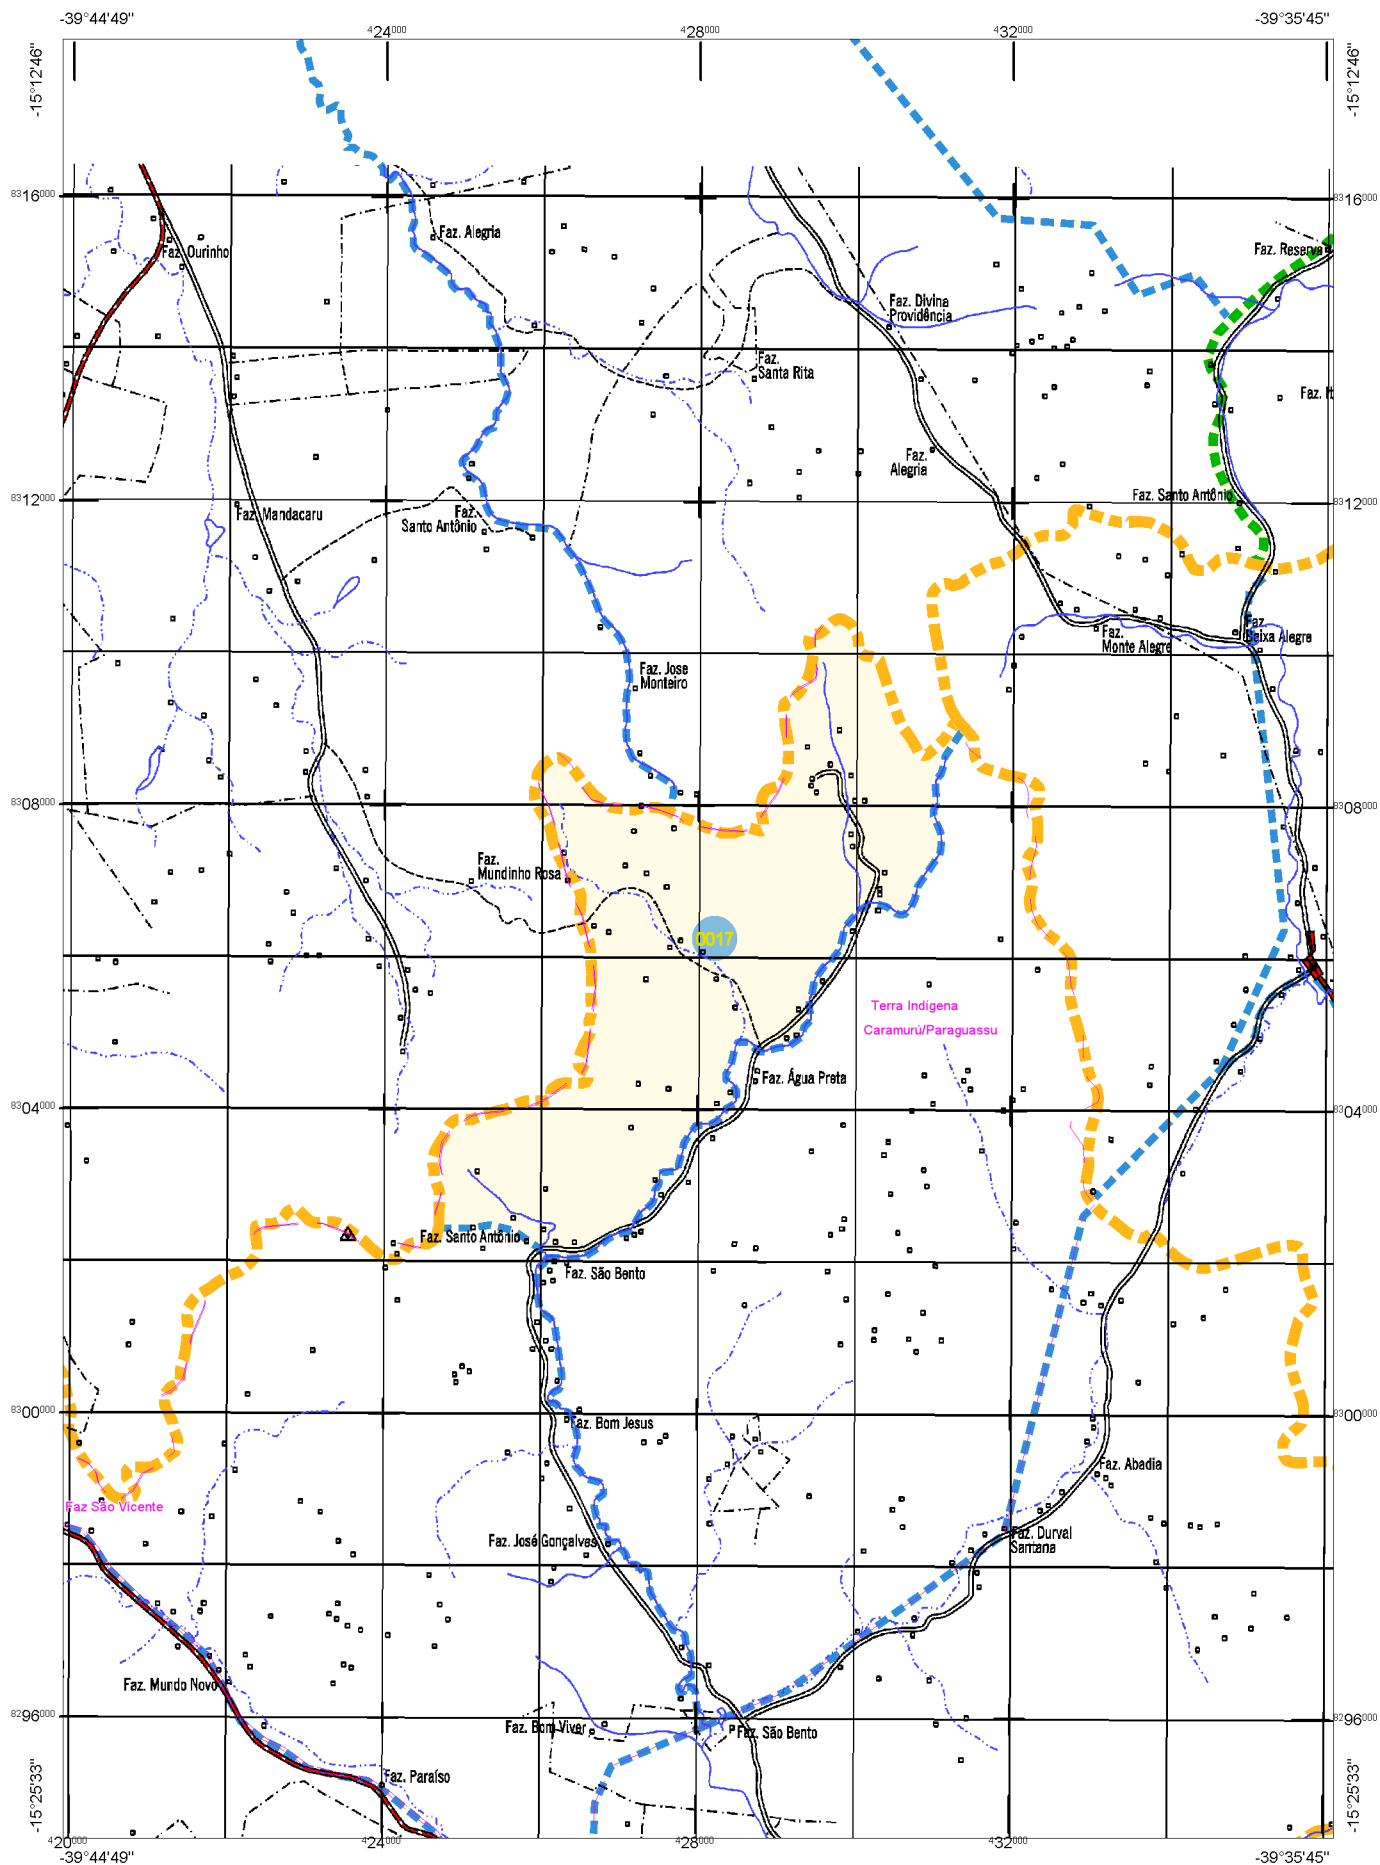 -39°44'49"
424000
428000
432000
-39°35'45"
-15°12'46"
-15°12'46"
8316000
8316000
Faz. Alegria
Faz. Ourinho
Faz. Reserva
Faz. Divina
Providência
Faz.
Santa Rita
Faz. It
Faz.
Alegria
Faz. Santo Antônio
8312000
8312000
Faz. Mandacaru
Faz.
Santo Antônio
Faz.
Baixa Alegre
Faz.
Monte Alegre
Faz. Jose
Monteiro
8308000
8308000
Faz.
Mundinho Rosa
0017
Terra Indígena
Caramurú/Paraguassu
Faz. Água Preta
8304000
8304000
Faz. Santo Antônio
Faz. São Bento
8300000
8300000
Faz. Bom Jesus
Faz. Abadia
Faz São Vicente
Faz. José Gonçalves
Faz. Durval
Santana
Faz. Mundo Novo
8296000
8296000
Faz. Bom Viver
Faz. São Bento
Faz. Paraíso
-15°25'33"
-15°25'33"
420000
424000
428000
432000
-39°44'49"
-39°35'45"